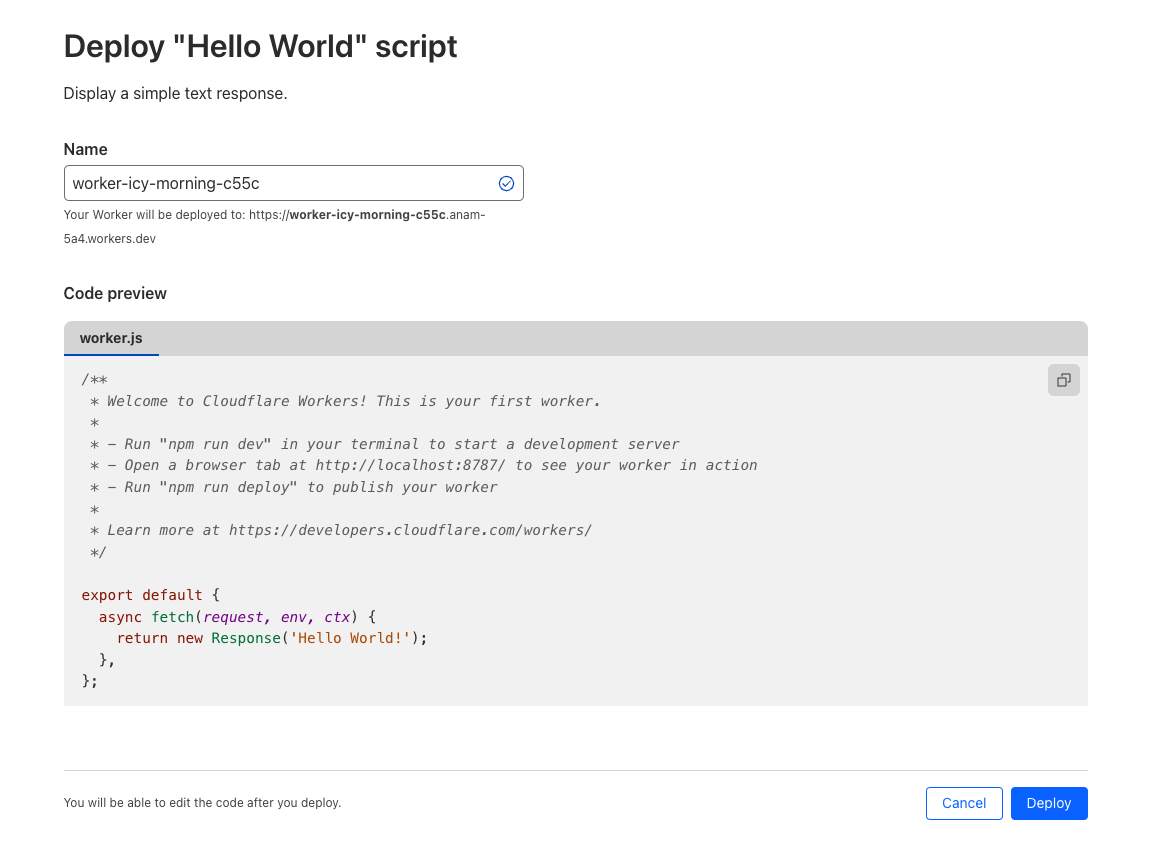 Deploy "Hello World" script
Display a simple text response.
Name
worker-icy-morning-c55c
Your Worker will be deployed to: https://worker-icy-morning-c55c.anam-
5a4.workers.dev
Code preview
worker.js
/**
 * Welcome to Cloudflare Workers! This is your first worker.
 *
 * - Run "npm run dev" in your terminal to start a development server
 * - Open a browser tab at http://localhost:8787/ to see your worker in action
 * - Run "npm run deploy" to publish your worker
 *
 * Learn more at https://developers.cloudflare.com/workers/
 */
export default {
  async fetch(request, env, ctx) {
    return new Response('Hello World!');
  },
};
You will be able to edit the code after you deploy.
Cancel
Deploy